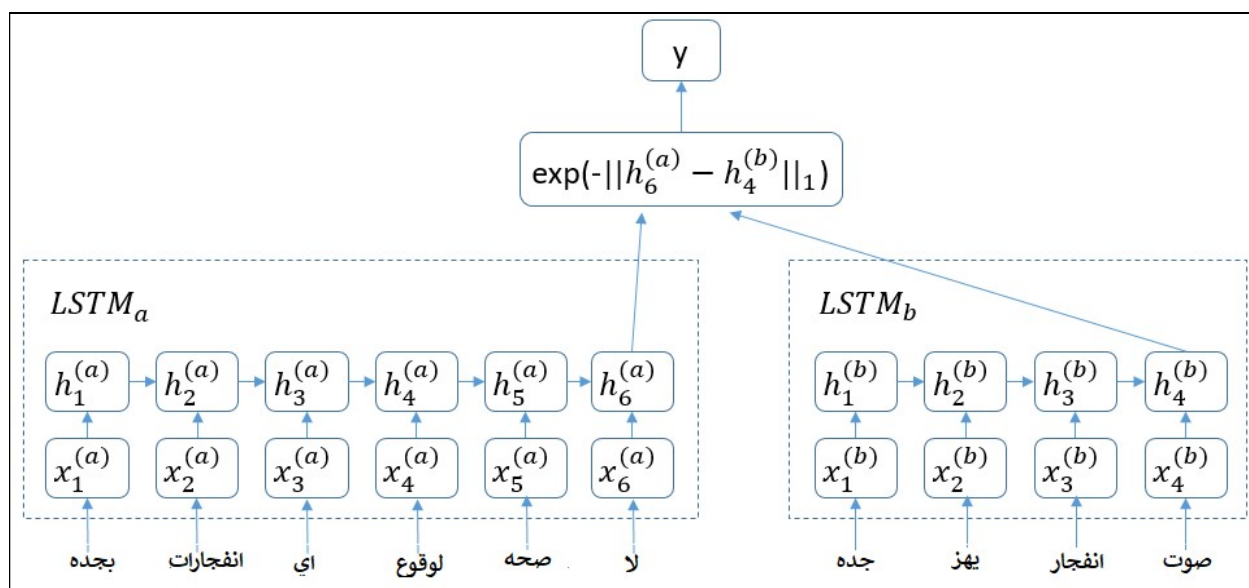 y
exp(-||h_6^{(a)} − h_4^{(b)}||_1)
LSTM_a
LSTM_b
h_1^{(a)} h_2^{(a)} h_3^{(a)} h_4^{(a)} h_5^{(a)} h_6^{(a)} h_1^{(b)} h_2^{(b)} h_3^{(b)} h_4^{(b)}
x_1^{(a)} x_2^{(a)} x_3^{(a)} x_4^{(a)} x_5^{(a)} x_6^{(a)} x_1^{(b)} x_2^{(b)} x_3^{(b)} x_4^{(b)}
لا صحه لوقوع اي انفجارات بجده
صوت انفجار يهز جده